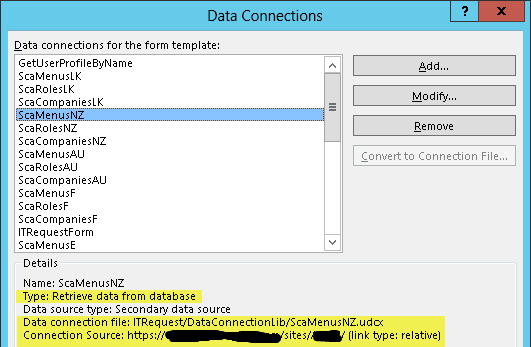 Data Connections
?
X
Data connections for the form template:
GetUserProfileByName
ScaMenusLK
ScaRolesLK
ScaCompaniesLK
ScaMenusNZ
ScaRolesNZ
ScaCompaniesNZ
ScaMenusAU
ScaRolesAU
ScaCompaniesAU
ScaMenusF
ScaRolesF
ScaCompaniesF
ITRequestForm
ScaMenusE
Add...
Modify...
Remove
Convert to Connection File...
Details
Name: ScaMenusNZ
Type: Retrieve data from database
Data source type: Secondary data source
Data connection file: ITRequest/DataConnectionLib/ScaMenusNZ.udcx
Connection Source: https:// /sites/ / (link type: relative)